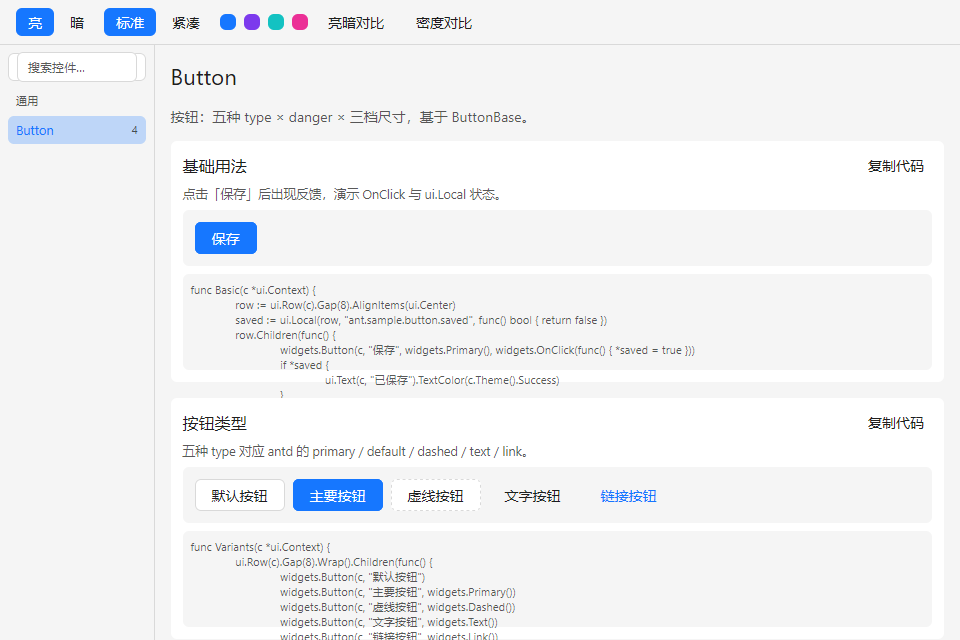 亮 暗 标准 紧凑 亮暗对比 密度对比
搜索控件...
通用
Button 4
Button
按钮：五种 type × danger × 三档尺寸，基于 ButtonBase。
基础用法 复制代码
点击「保存」后出现反馈，演示 OnClick 与 ui.Local 状态。
保存
func Basic(c *ui.Context) {
row := ui.Row(c).Gap(8).AlignItems(ui.Center)
saved := ui.Local(row, "ant.sample.button.saved", func() bool { return false })
row.Children(func() {
widgets.Button(c, "保存", widgets.Primary(), widgets.OnClick(func() { *saved = true }))
if *saved {
ui.Text(c, "已保存").TextColor(c.Theme().Success)
}
按钮类型 复制代码
五种 type 对应 antd 的 primary / default / dashed / text / link。
默认按钮 主要按钮 虚线按钮 文字按钮 链接按钮
func Variants(c *ui.Context) {
ui.Row(c).Gap(8).Wrap().Children(func() {
widgets.Button(c, "默认按钮")
widgets.Button(c, "主要按钮", widgets.Primary())
widgets.Button(c, "虚线按钮", widgets.Dashed())
widgets.Button(c, "文字按钮", widgets.Text())
widgets.Button(c, "链接按钮", widgets.Link())